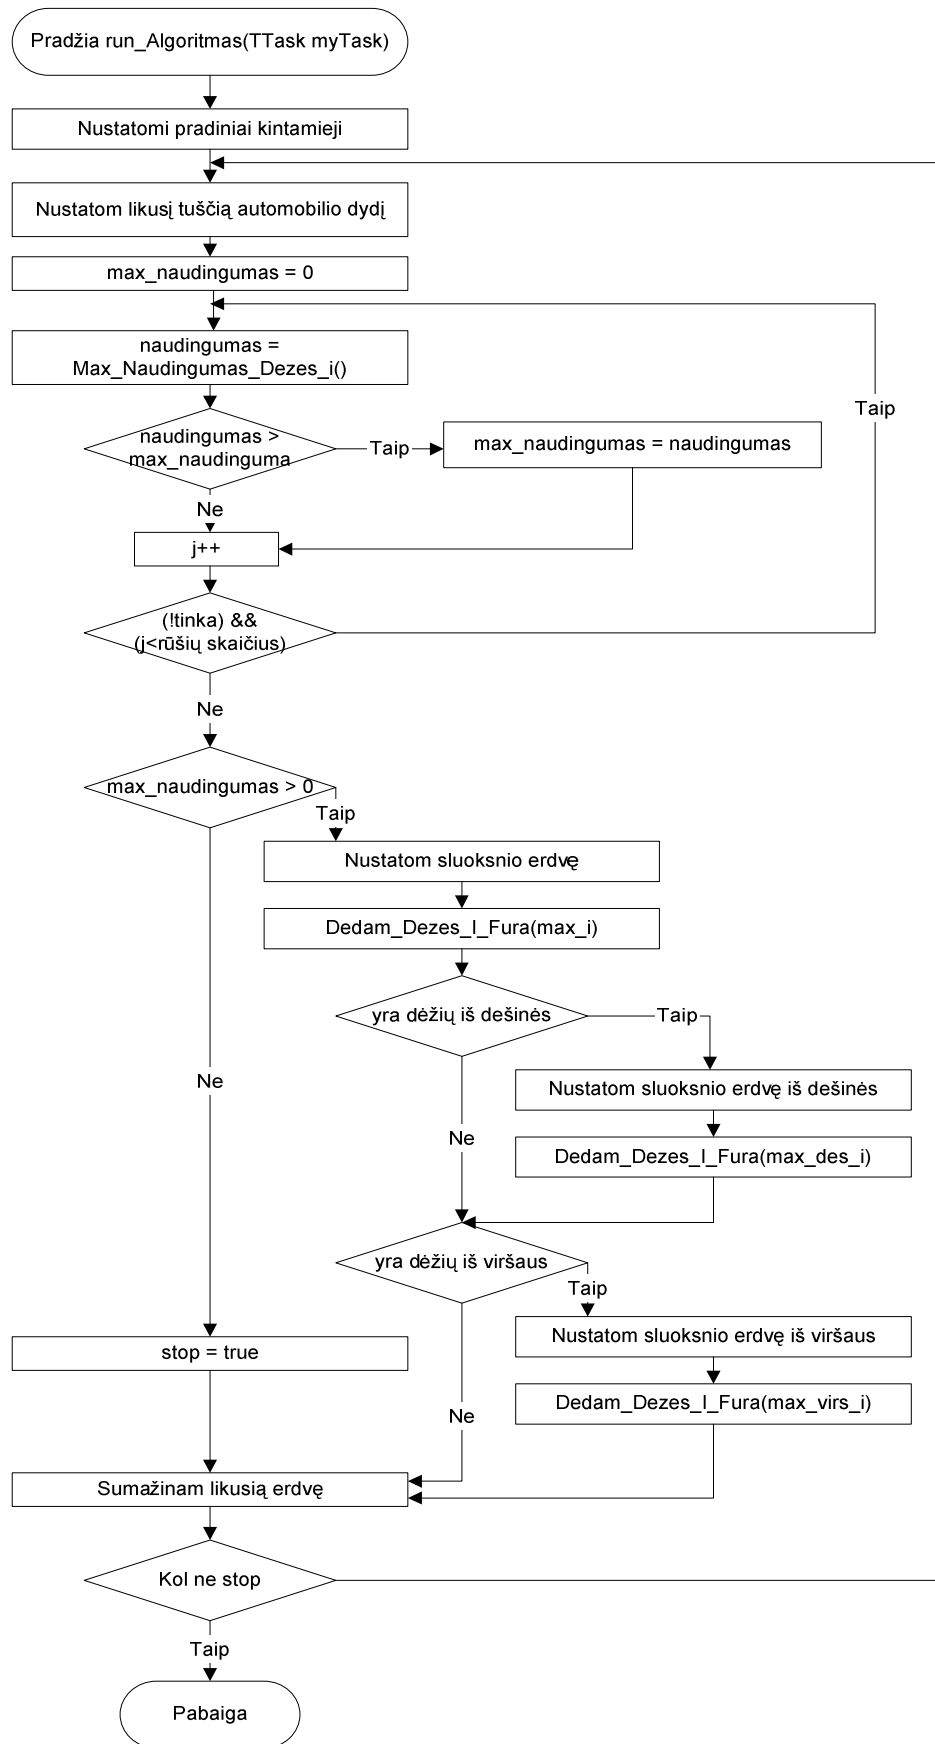 Pradžia run_Algoritmas(TTask myTask)
Nustatomi pradiniai kintamieji
Nustatom likusį tuščią automobilio dydį
max_naudingumas = 0
naudingumas =
Max_Naudingumas_Dezes_i()
Taip
naudingumas >
max_naudinguma
Taip
max_naudingumas = naudingumas
Ne
j++
(!tinka) &&
(j<rūšių skaičius)
Ne
max_naudingumas > 0
Taip
Nustatom sluoksnio erdvę
Dedam_Dezes_I_Fura(max_i)
yra dėžių iš dešinės
Taip
Ne
Nustatom sluoksnio erdvę iš dešinės
Ne
Dedam_Dezes_I_Fura(max_des_i)
yra dėžių iš viršaus
Taip
Nustatom sluoksnio erdvę iš viršaus
stop = true
Dedam_Dezes_I_Fura(max_virs_i)
Ne
Sumažinam likusią erdvę
Kol ne stop
Taip
Pabaiga